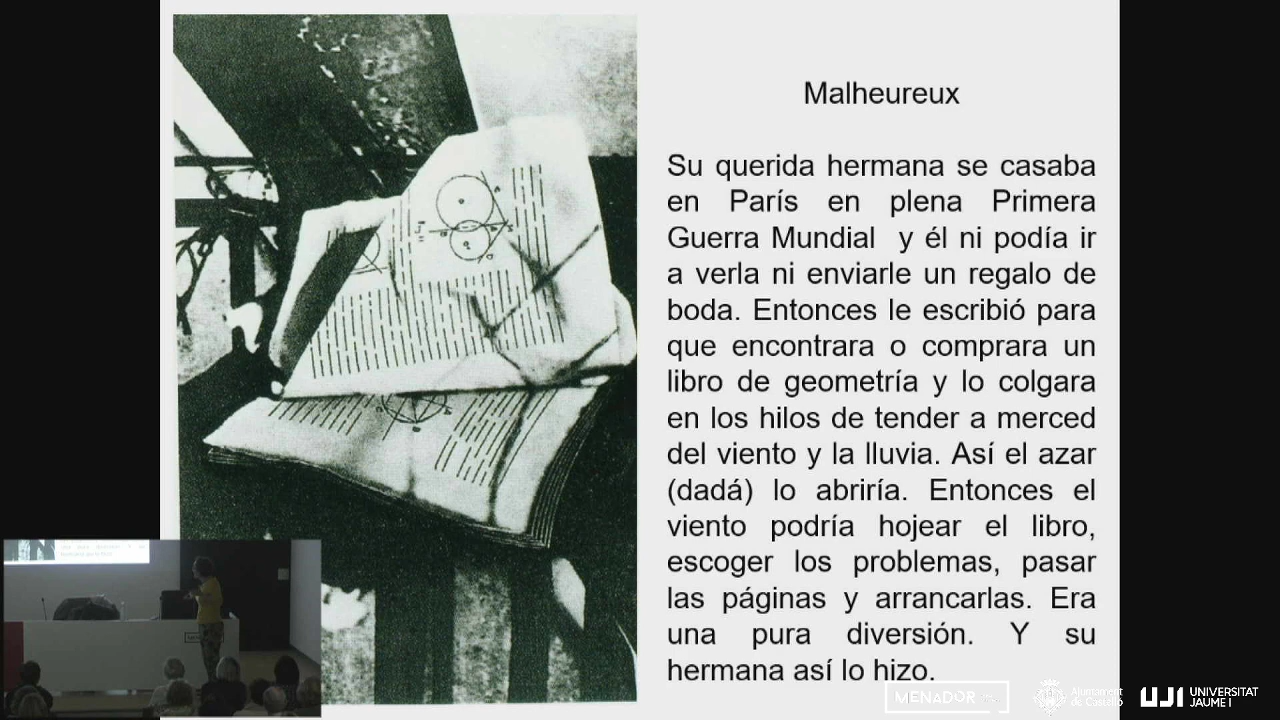 Malheureux
Su querida hermana se casaba
en París en plena Primera
Guerra Mundial y él ni podía ir
a verla ni enviarle un regalo de
boda. Entonces le escribió para
que encontrara o comprara un
libro de geometría y lo colgara
en los hilos de tender a merced
del viento y la lluvia. Así el azar
(dadá) lo abriría. Entonces el
viento podría hojear el libro,
escoger los problemas, pasar
las páginas y arrancarlas. Era
una pura diversión. Y su
hermana así lo hizo.
MENADOR
Ajuntament
de Castelló
UJI UNIVERSITAT
JAUME I